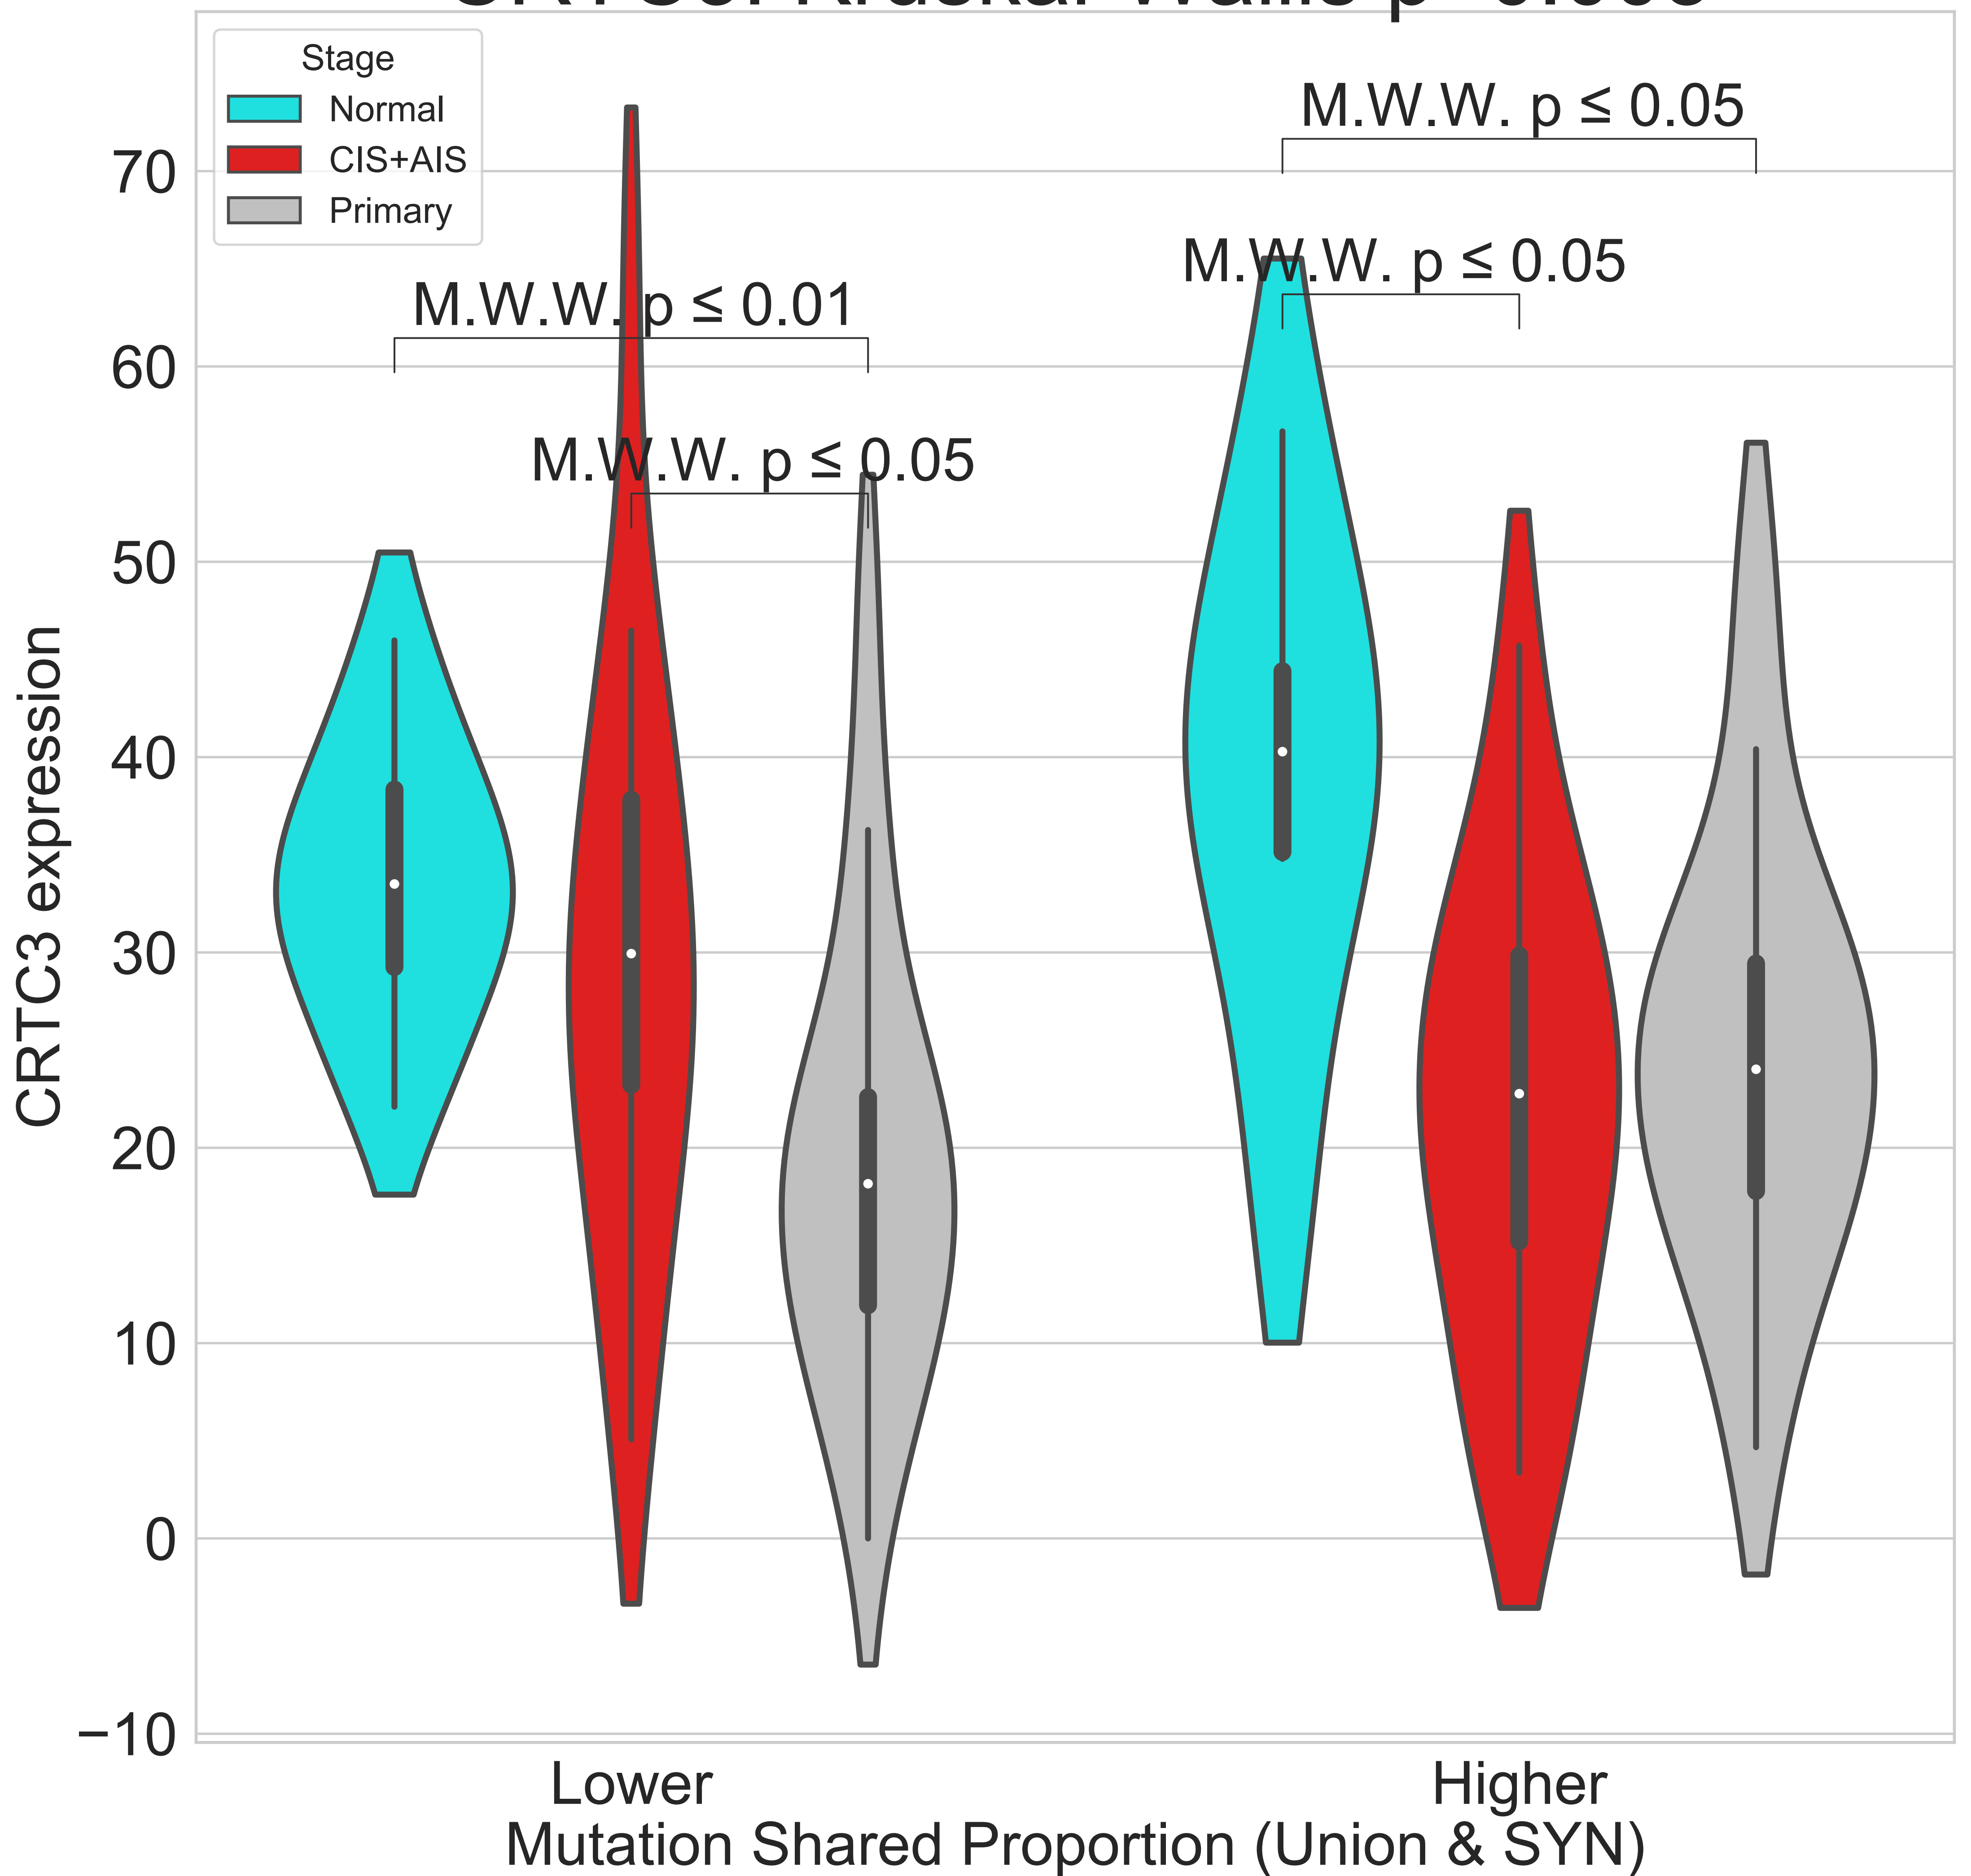 Stage
Normal
CIS+AIS
Primary
M.W.W. p ≤ 0.05
M.W.W. p ≤ 0.05
M.W.W. p ≤ 0.01
M.W.W. p ≤ 0.05
70
60
50
40
30
20
10
0
−10
CRTC3 expression
Lower
Higher
Mutation Shared Proportion (Union & SYN)